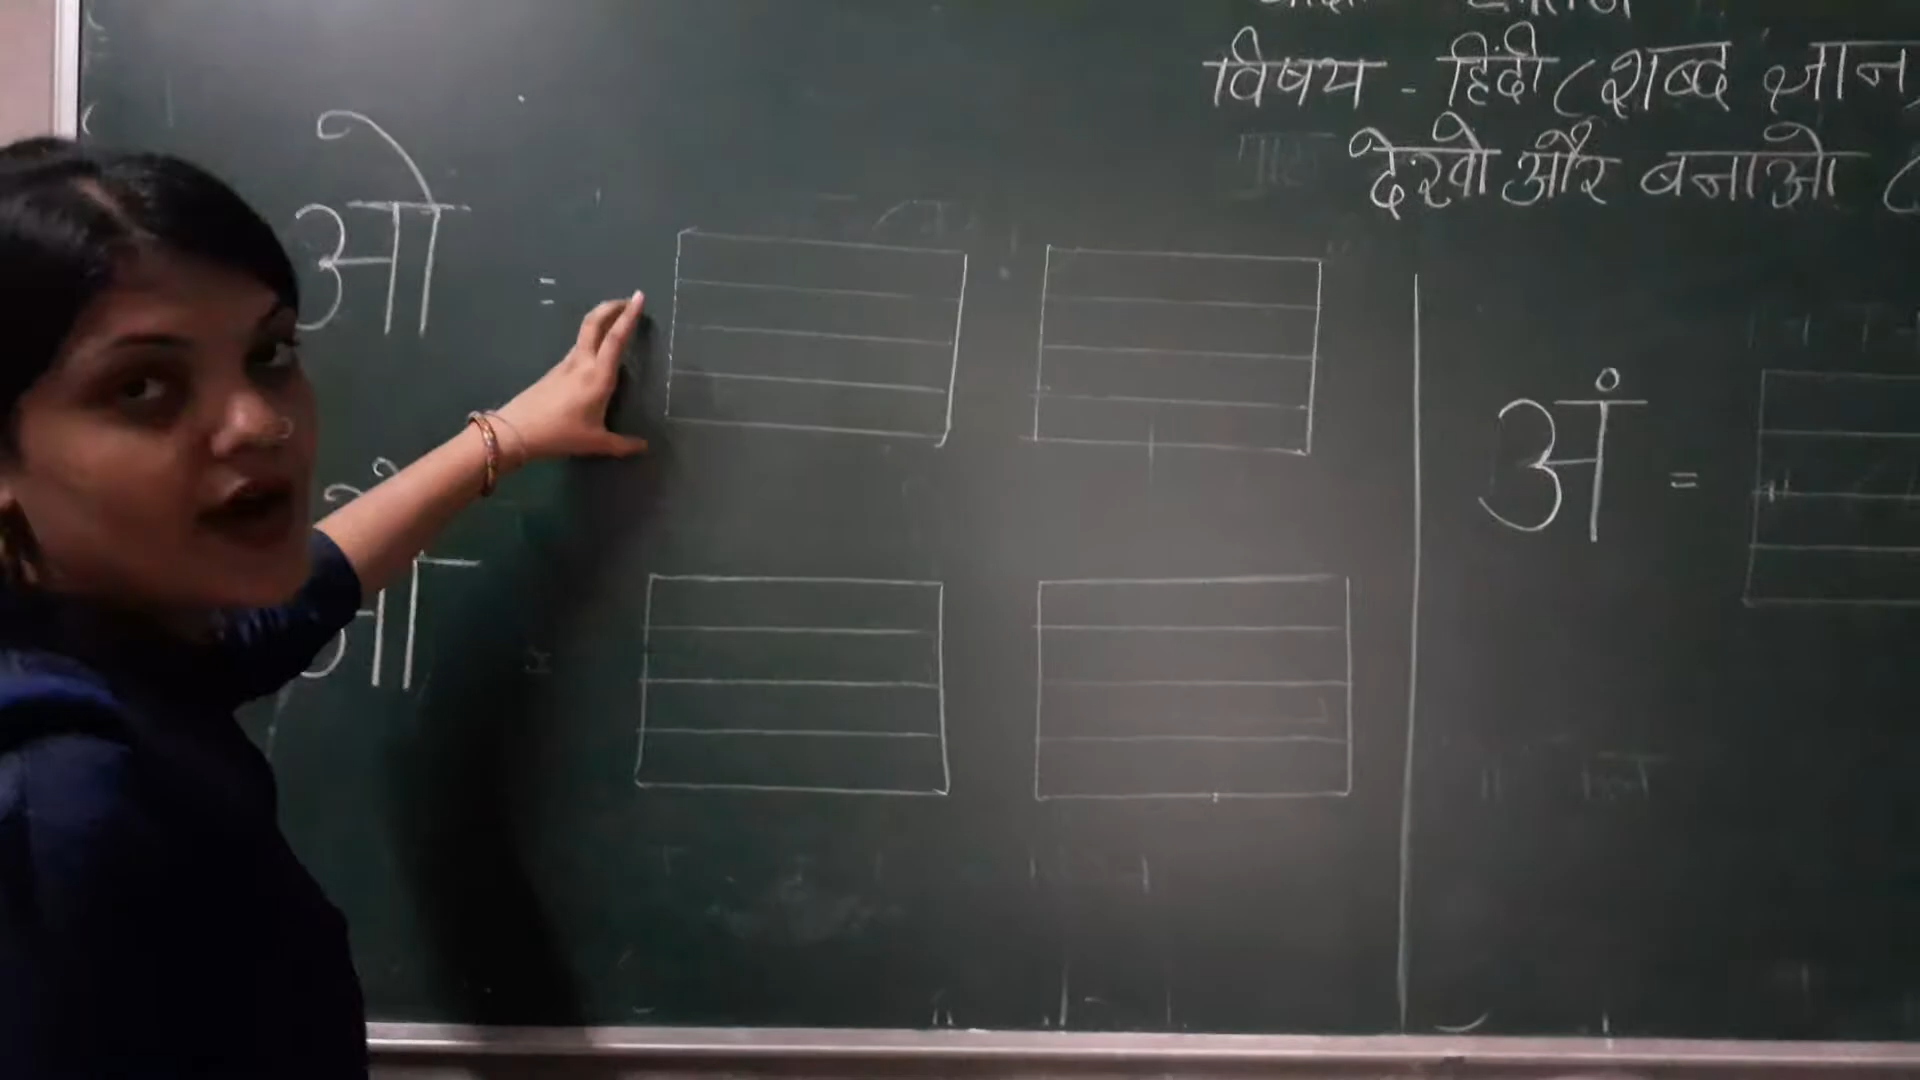 विषय - हिंदी (शब्द ज्ञान)
देखो और बनाओ (
ओ =
औ =
अं =